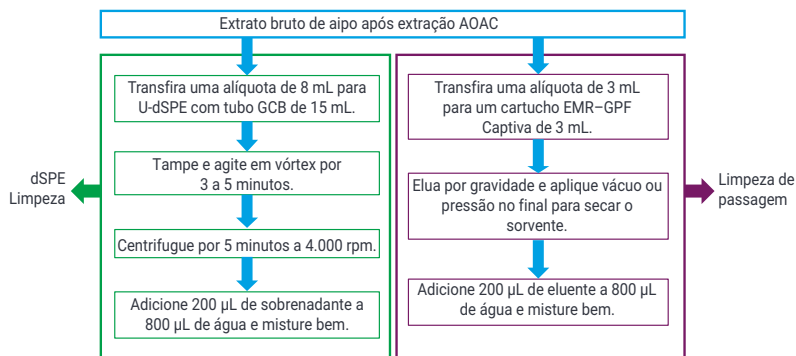 Extrato bruto de aipo após extração AOAC
Transfira uma alíquota de 8 mL para
U-dSPE com tubo GCB de 15 mL.
Tampe e agite em vórtex por
3 a 5 minutos.
Centrifugue por 5 minutos a 4.000 rpm.
Adicione 200 µL de sobrenadante a
800 µL de água e misture bem.
dSPE
Limpeza
Transfira uma alíquota de 3 mL
para um cartucho EMR–GPF
Captiva de 3 mL.
Elua por gravidade e aplique vácuo ou
pressão no final para secar o
sorvente.
Adicione 200 µL de eluente a 800 µL
de água e misture bem.
Limpeza de
passagem